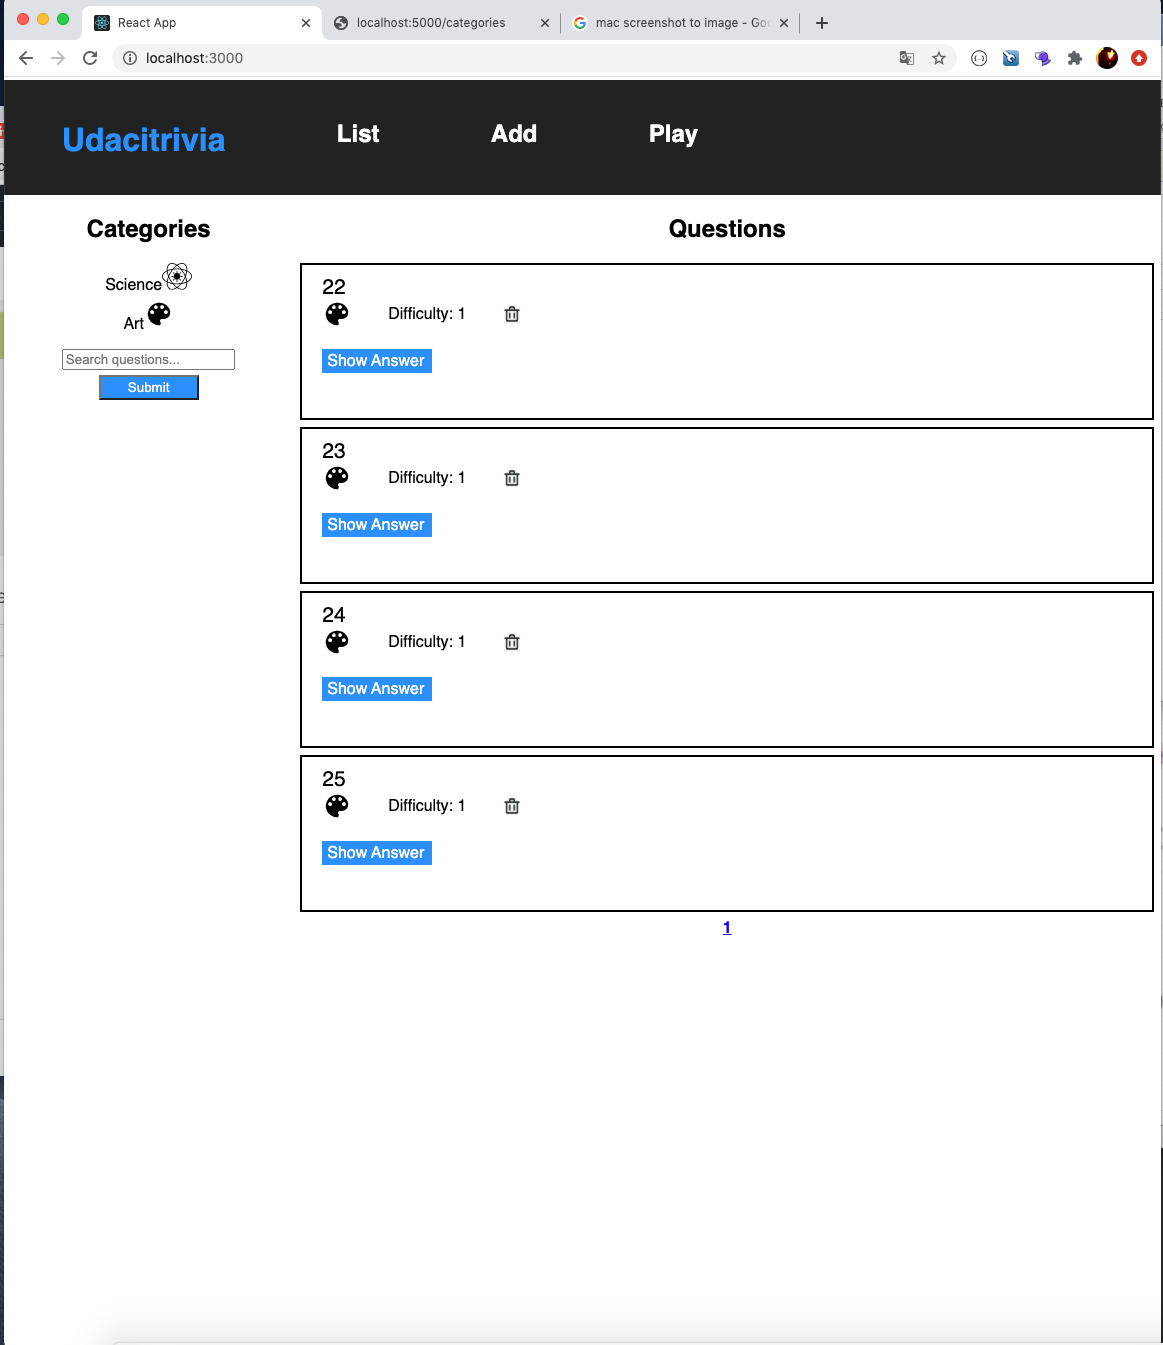 React App
localhost:5000/categories
mac screenshot to image - Goo
localhost:3000
Udacitrivia
List
Add
Play
Categories
Science
Art
Search questions...
Submit
Questions
22
Difficulty: 1
Show Answer
23
Difficulty: 1
Show Answer
24
Difficulty: 1
Show Answer
25
Difficulty: 1
Show Answer
1